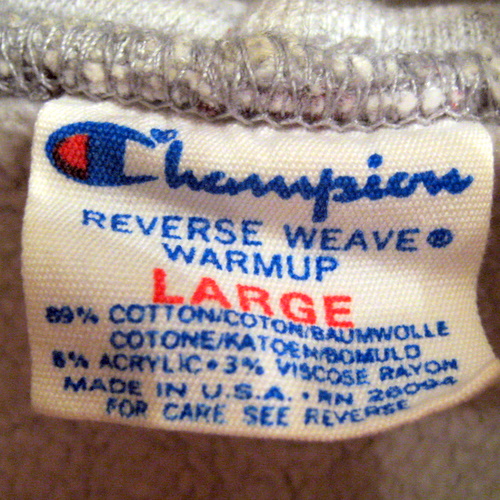 Champion
REVERSE WEAVE®
WARMUP
LARGE
89% COTTON/COTON/BAUMWOLLE
COTONE/KATOEN/BOMULD
8% ACRYLIC • 3% VISCOSE RAYON
MADE IN U.S.A. • RN 26094
FOR CARE SEE REVERSE